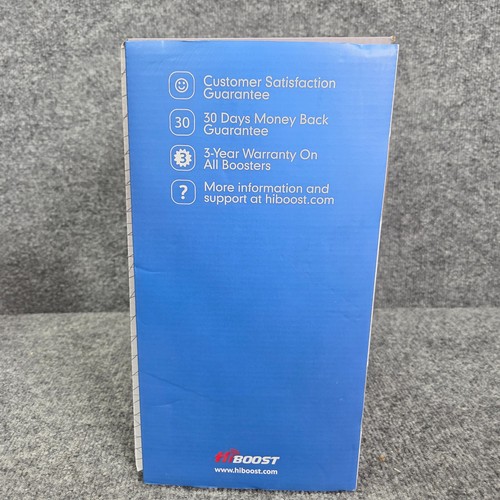 Customer Satisfaction
Guarantee
30
30 Days Money Back
Guarantee
3
3-Year Warranty On
All Boosters
?
More information and
support at hiboost.com
HiBOOST
www.hiboost.com